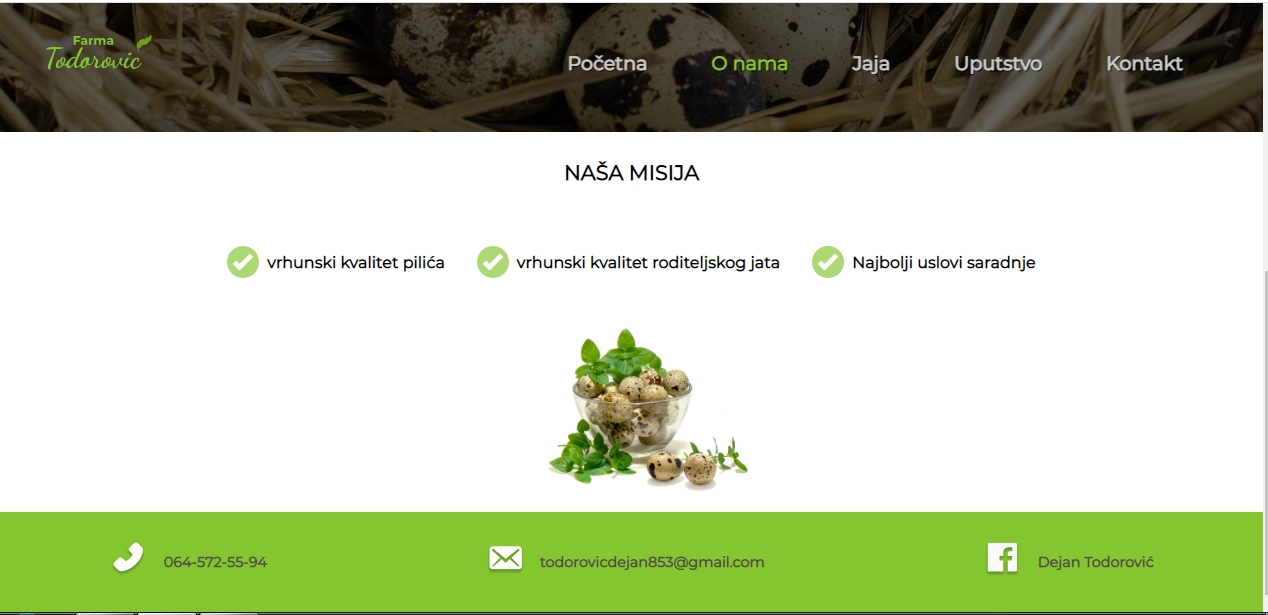 Farma
Todorovic
Početna O nama Jaja Uputstvo Kontakt
NAŠA MISIJA
vrhunski kvalitet pilića vrhunski kvalitet roditeljskog jata Najbolji uslovi saradnje
064-572-55-94 todorovicdejan853@gmail.com Dejan Todorović